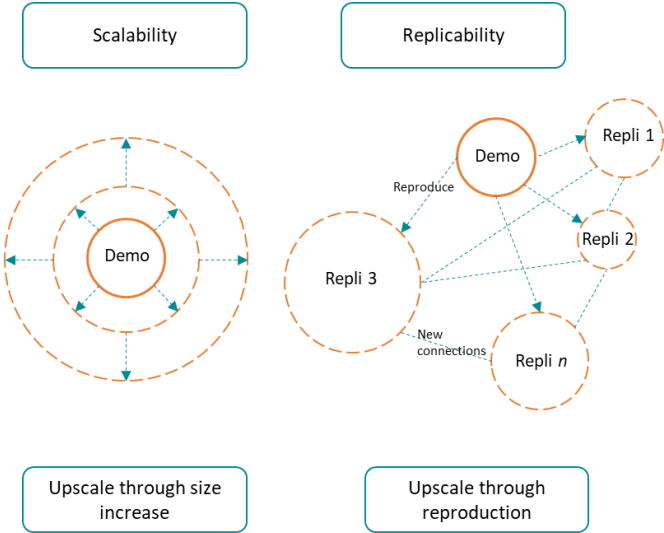 Scalability
Replicability
Demo
Demo
Repli 1
Reproduce
Repli 2
Repli 3
New
connections
Repli n
Upscale through size
increase
Upscale through
reproduction